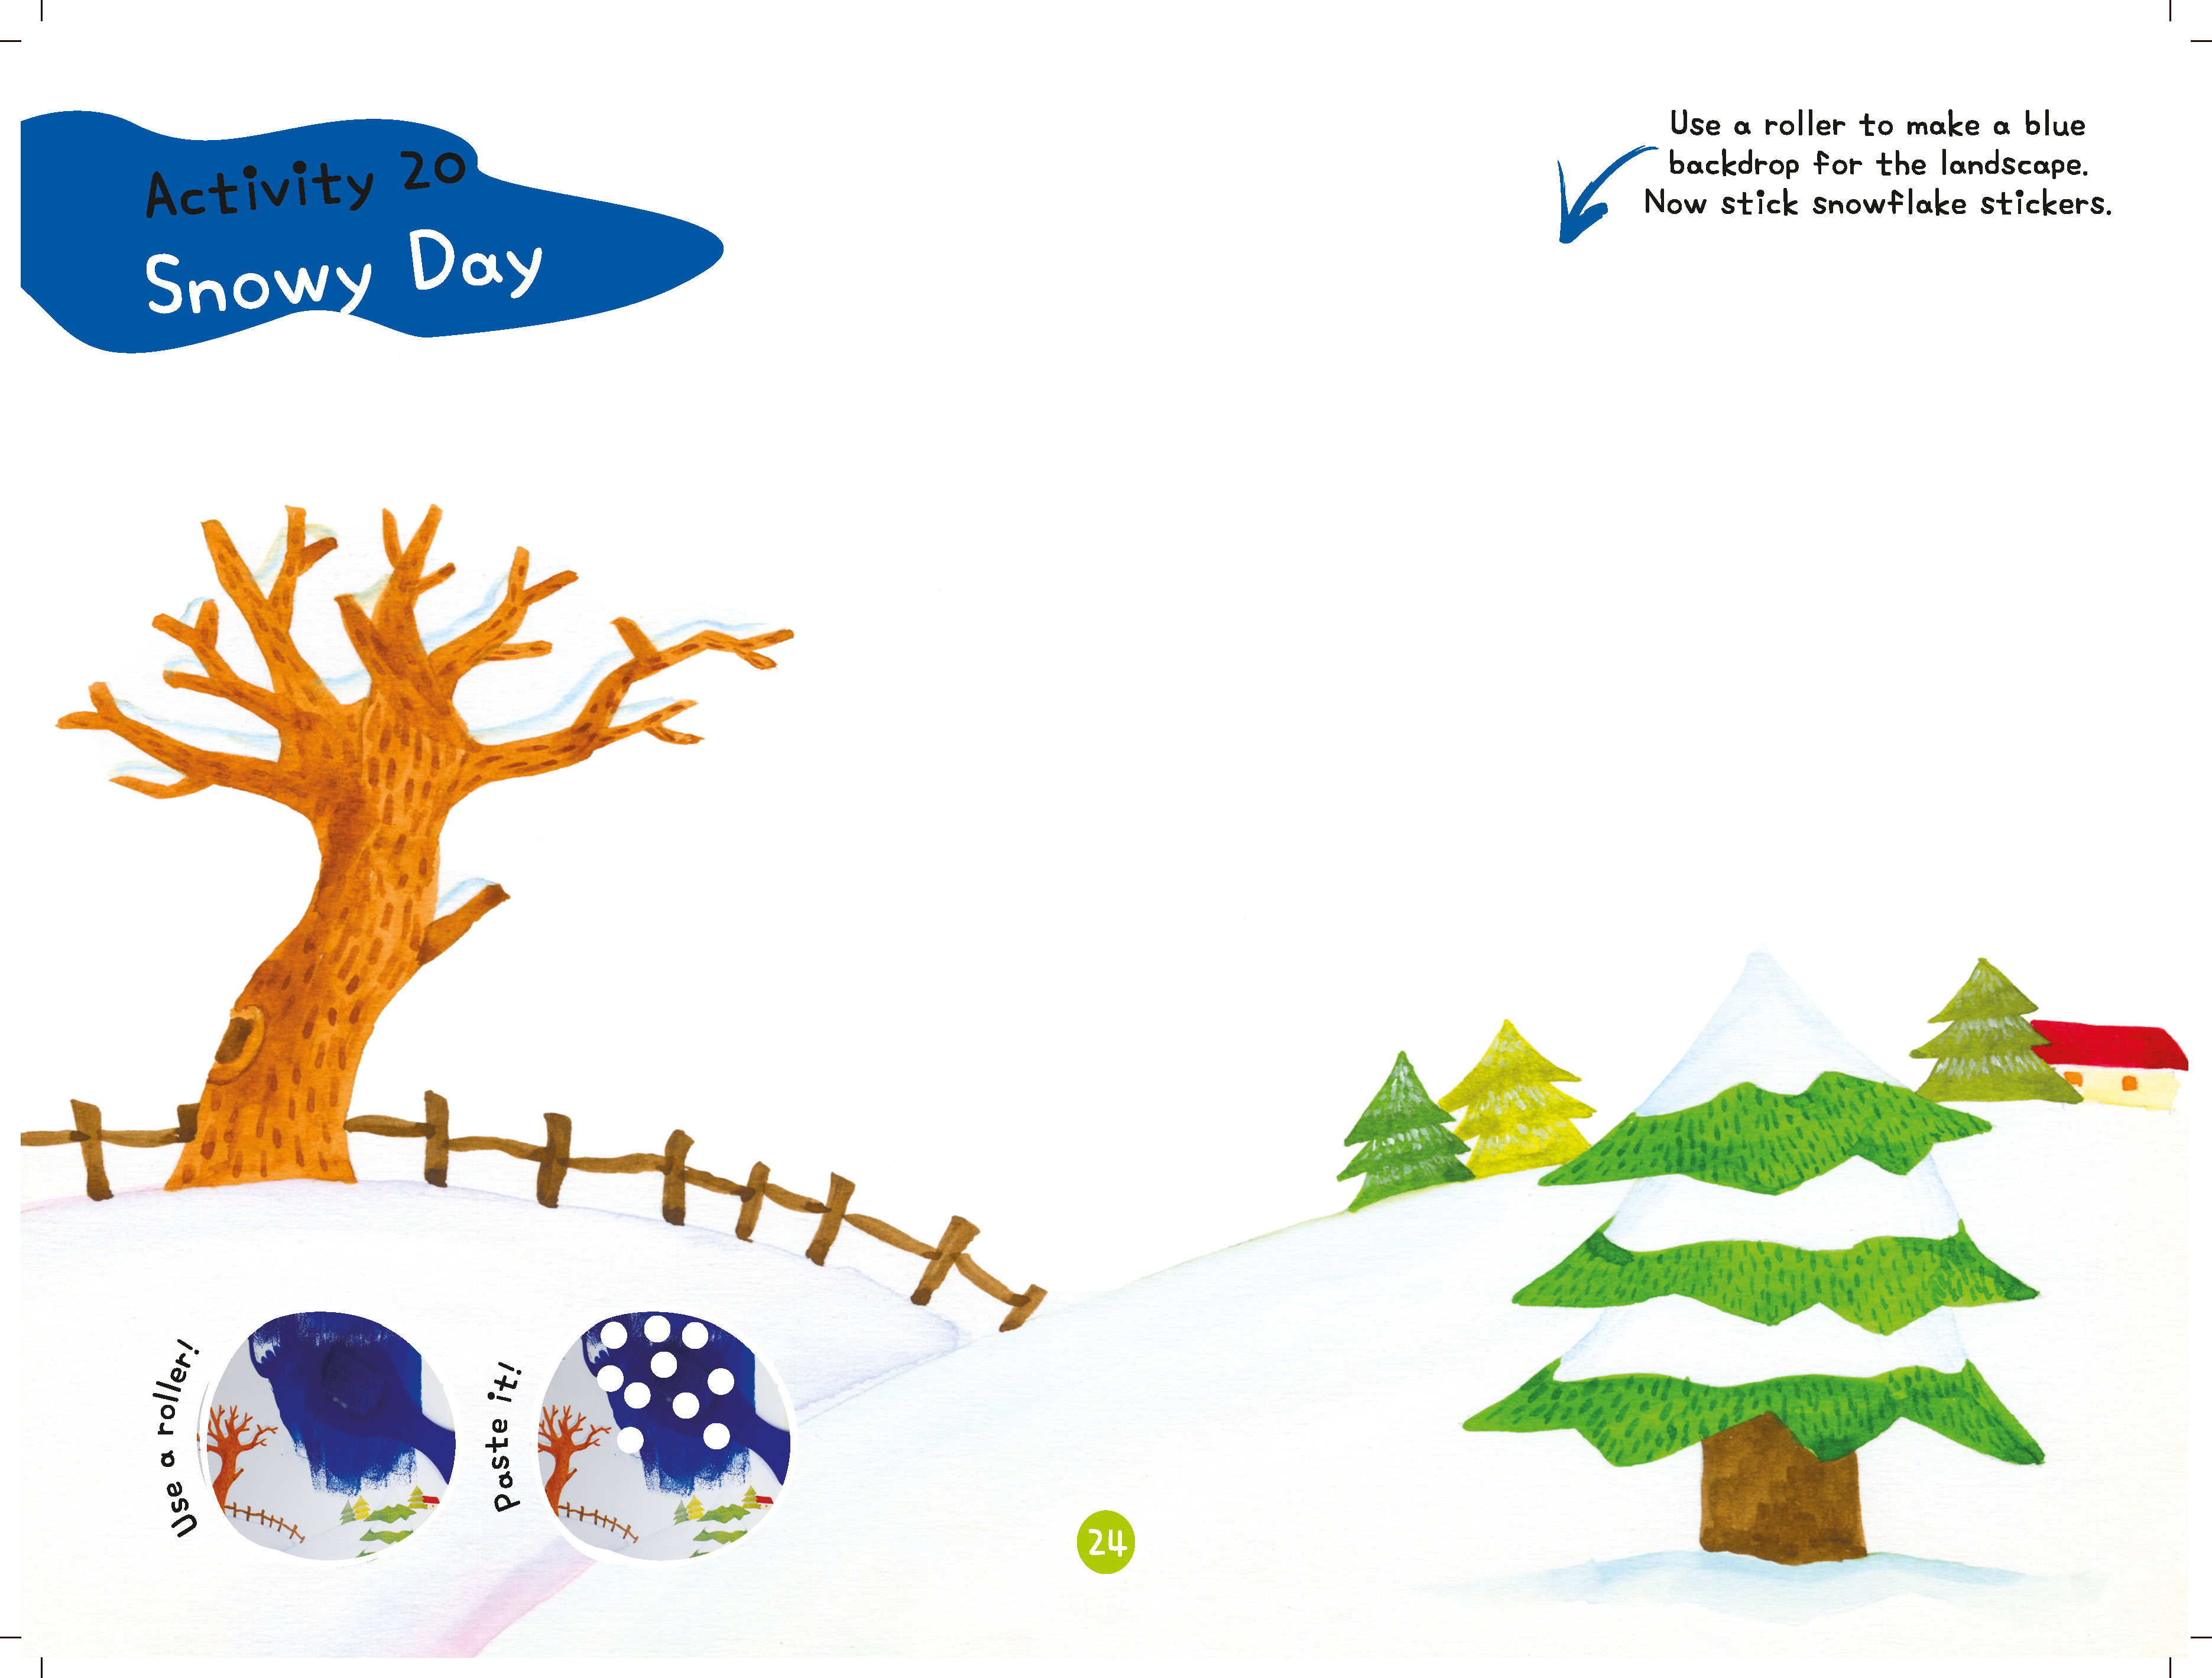 Activity 20
Snowy Day
Use a roller to make a blue
backdrop for the landscape.
Now stick snowflake stickers.
Use a roller!
Paste it!
24